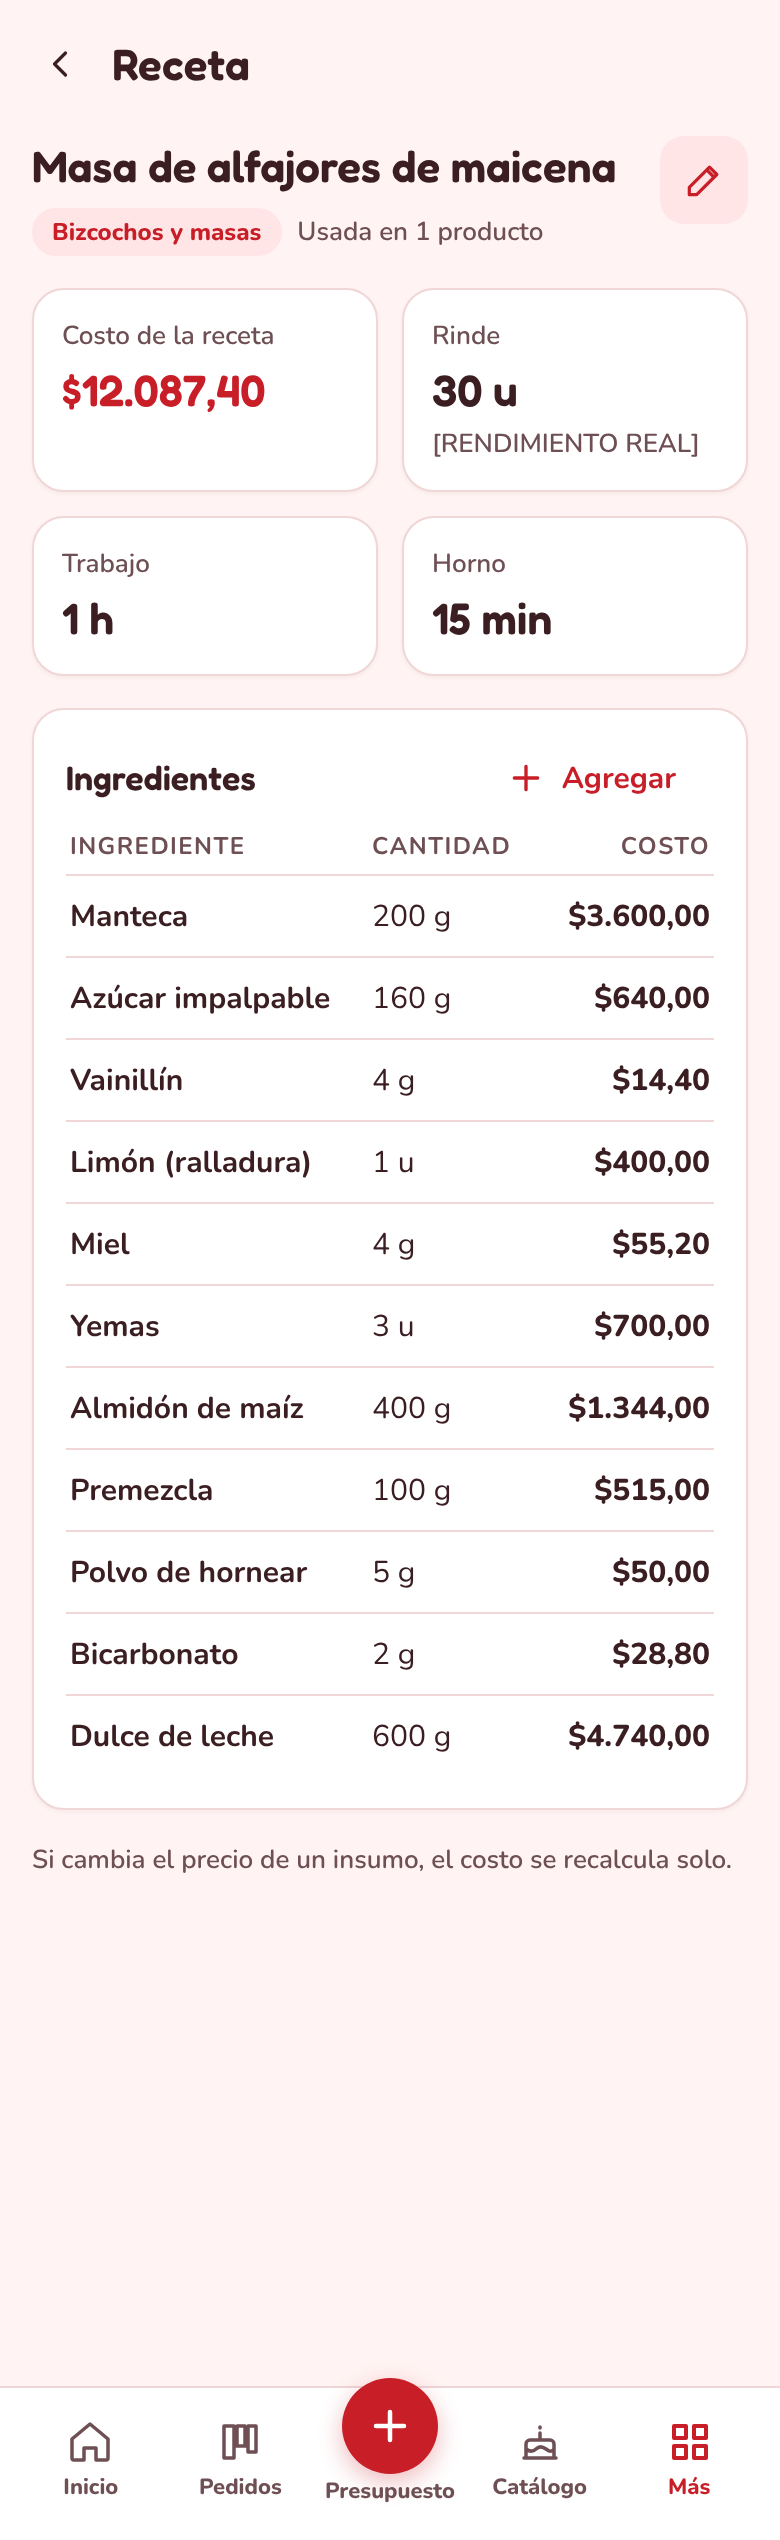 Receta
Masa de alfajores de maicena
Bizcochos y masas Usada en 1 producto
Costo de la receta
$12.087,40
Rinde
30 u
[RENDIMIENTO REAL]
Trabajo
1 h
Horno
15 min
Ingredientes
Agregar
INGREDIENTE CANTIDAD COSTO
Manteca 200 g $3.600,00
Azúcar impalpable 160 g $640,00
Vainillín 4 g $14,40
Limón (ralladura) 1 u $400,00
Miel 4 g $55,20
Yemas 3 u $700,00
Almidón de maíz 400 g $1.344,00
Premezcla 100 g $515,00
Polvo de hornear 5 g $50,00
Bicarbonato 2 g $28,80
Dulce de leche 600 g $4.740,00
Si cambia el precio de un insumo, el costo se recalcula solo.
Inicio Pedidos Presupuesto Catálogo Más